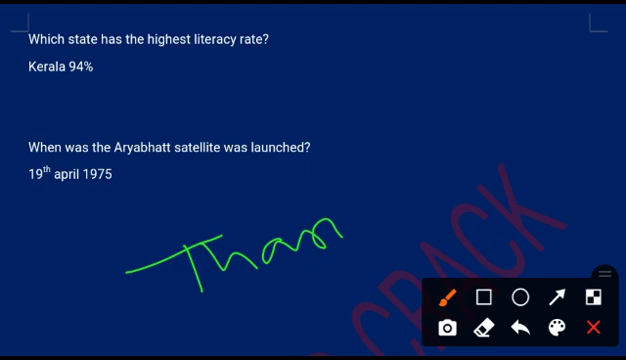 Which state has the highest literacy rate?
Kerala 94%
When was the Aryabhatt satellite was launched?
19th april 1975
Than
CRACK